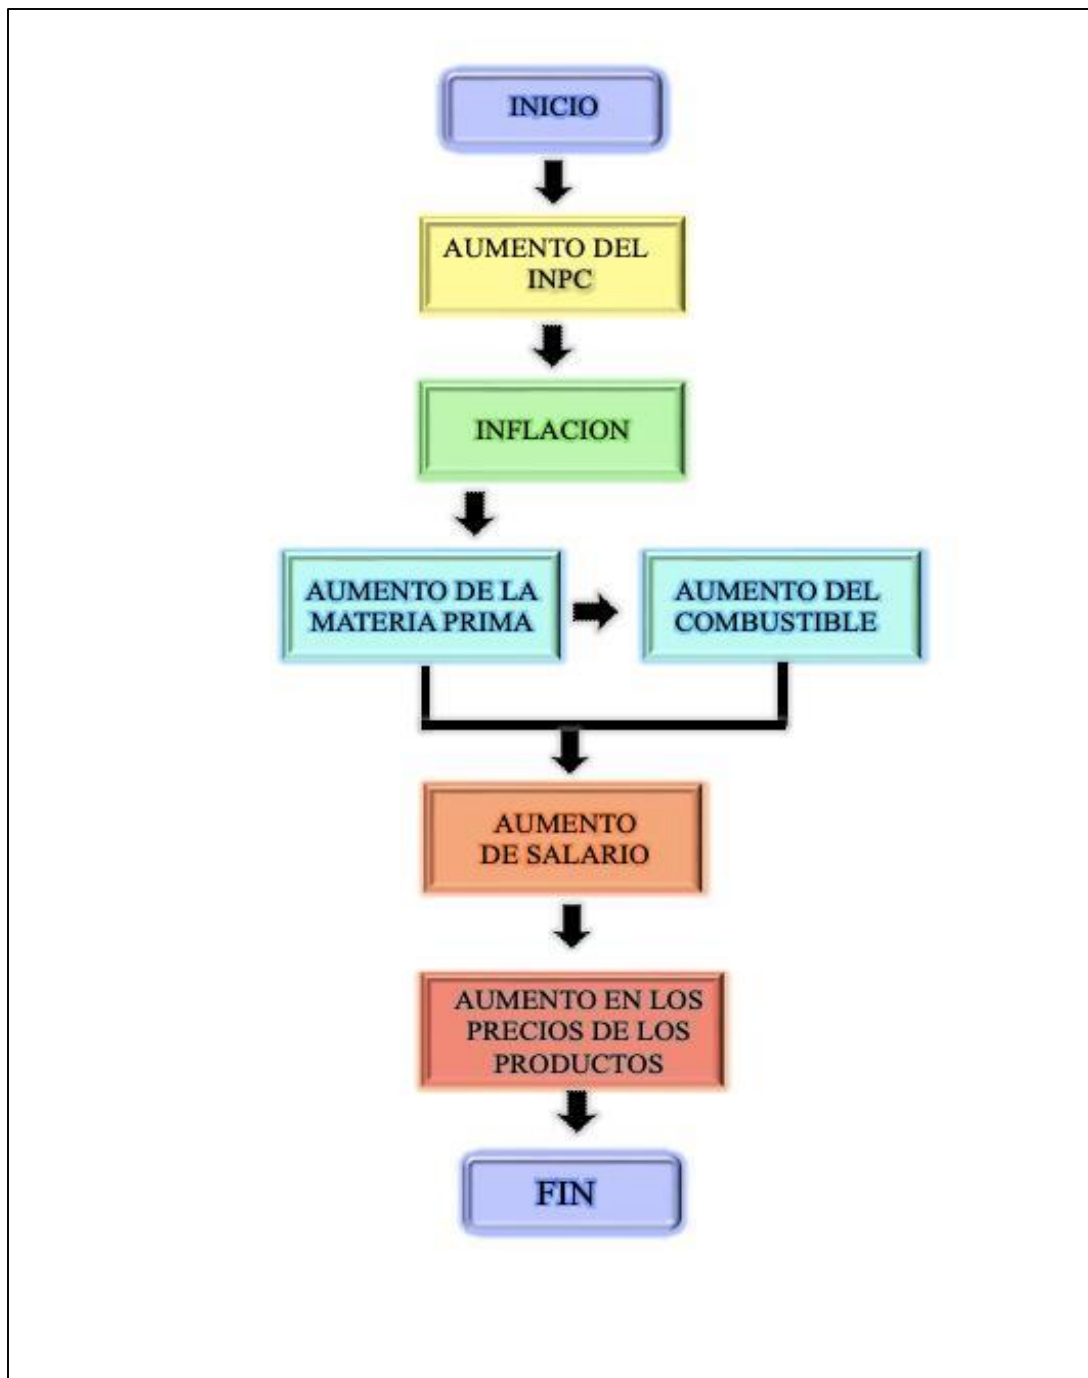 INICIO
AUMENTO DEL
INPC
INFLACION
AUMENTO DE LA
MATERIA PRIMA
AUMENTO DEL
COMBUSTIBLE
AUMENTO
DE SALARIO
AUMENTO EN LOS
PRECIOS DE LOS
PRODUCTOS
FIN